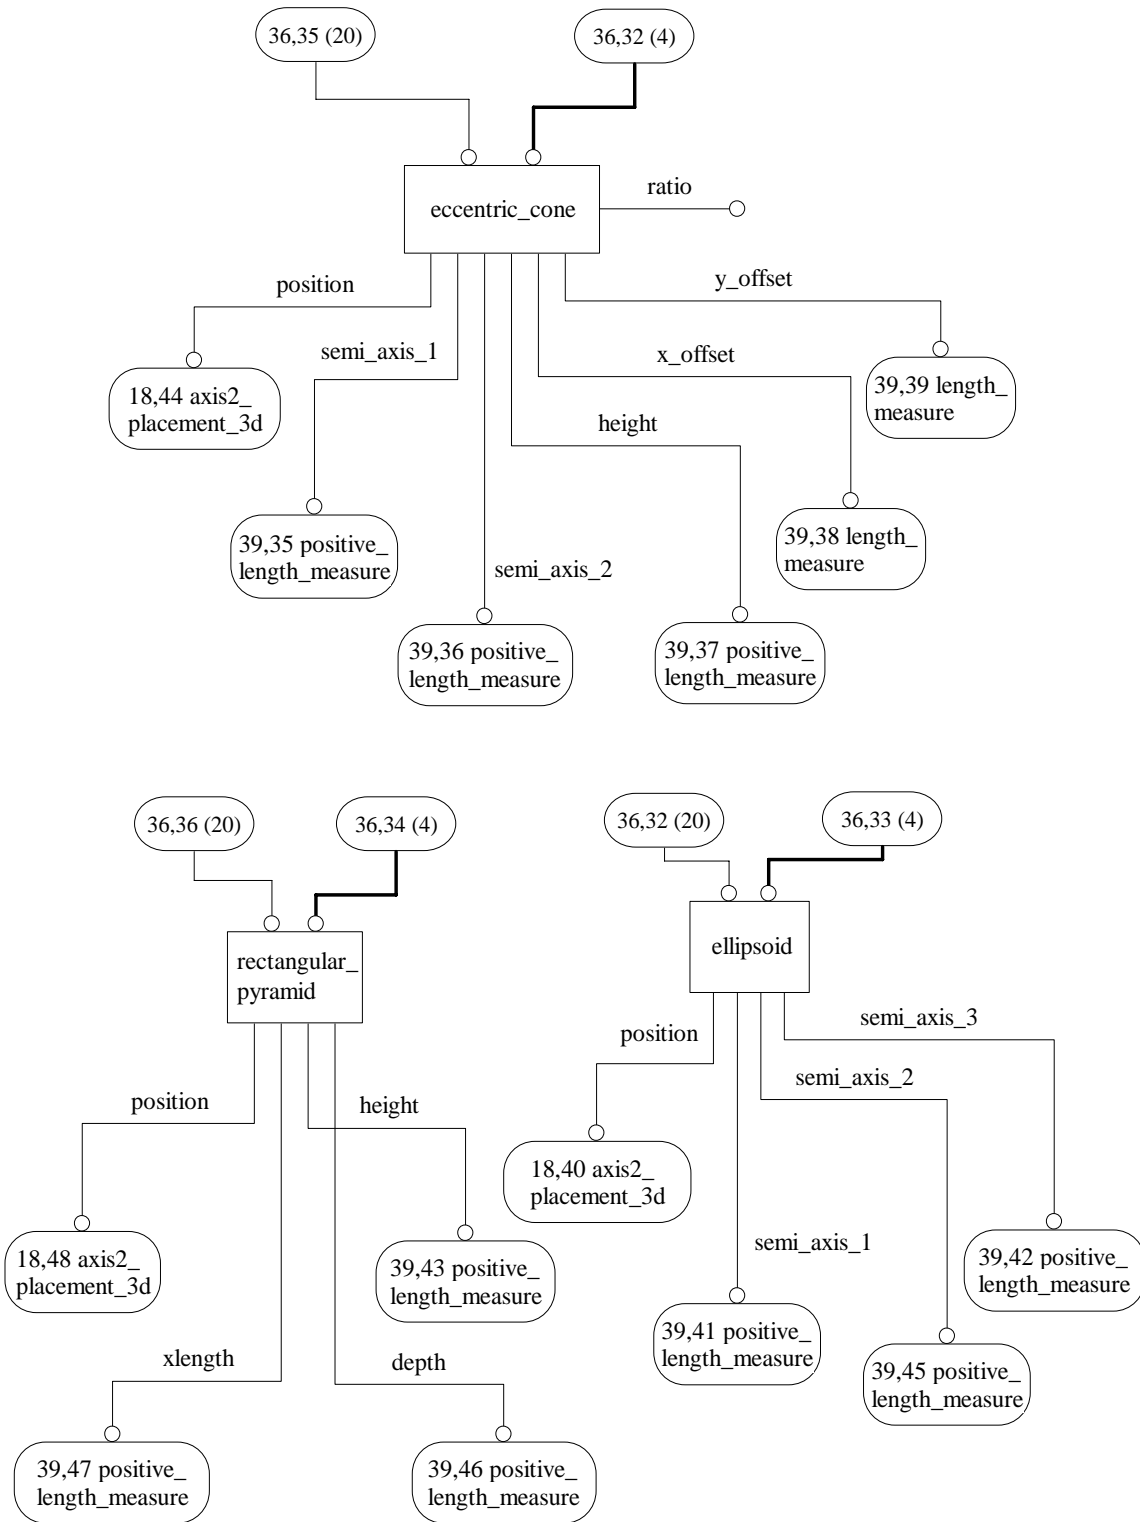 36,35 (20)
36,32 (4)
eccentric_cone
ratio
position
y_offset
semi_axis_1
x_offset
18,44 axis2_
placement_3d
39,39 length_
measure
height
39,35 positive_
length_measure
39,38 length_
measure
semi_axis_2
39,36 positive_
length_measure
39,37 positive_
length_measure
36,36 (20)
36,34 (4)
36,32 (20)
36,33 (4)
rectangular_
pyramid
ellipsoid
position
semi_axis_3
semi_axis_2
position
height
18,40 axis2_
placement_3d
semi_axis_1
18,48 axis2_
placement_3d
39,43 positive_
length_measure
39,42 positive_
length_measure
39,41 positive_
length_measure
xlength
depth
39,45 positive_
length_measure
39,47 positive_
length_measure
39,46 positive_
length_measure